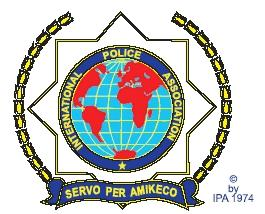 INTERNATIONAL POLICE ASSOCIATION
SERVO PER AMIKECO
©
by
IPA 1974